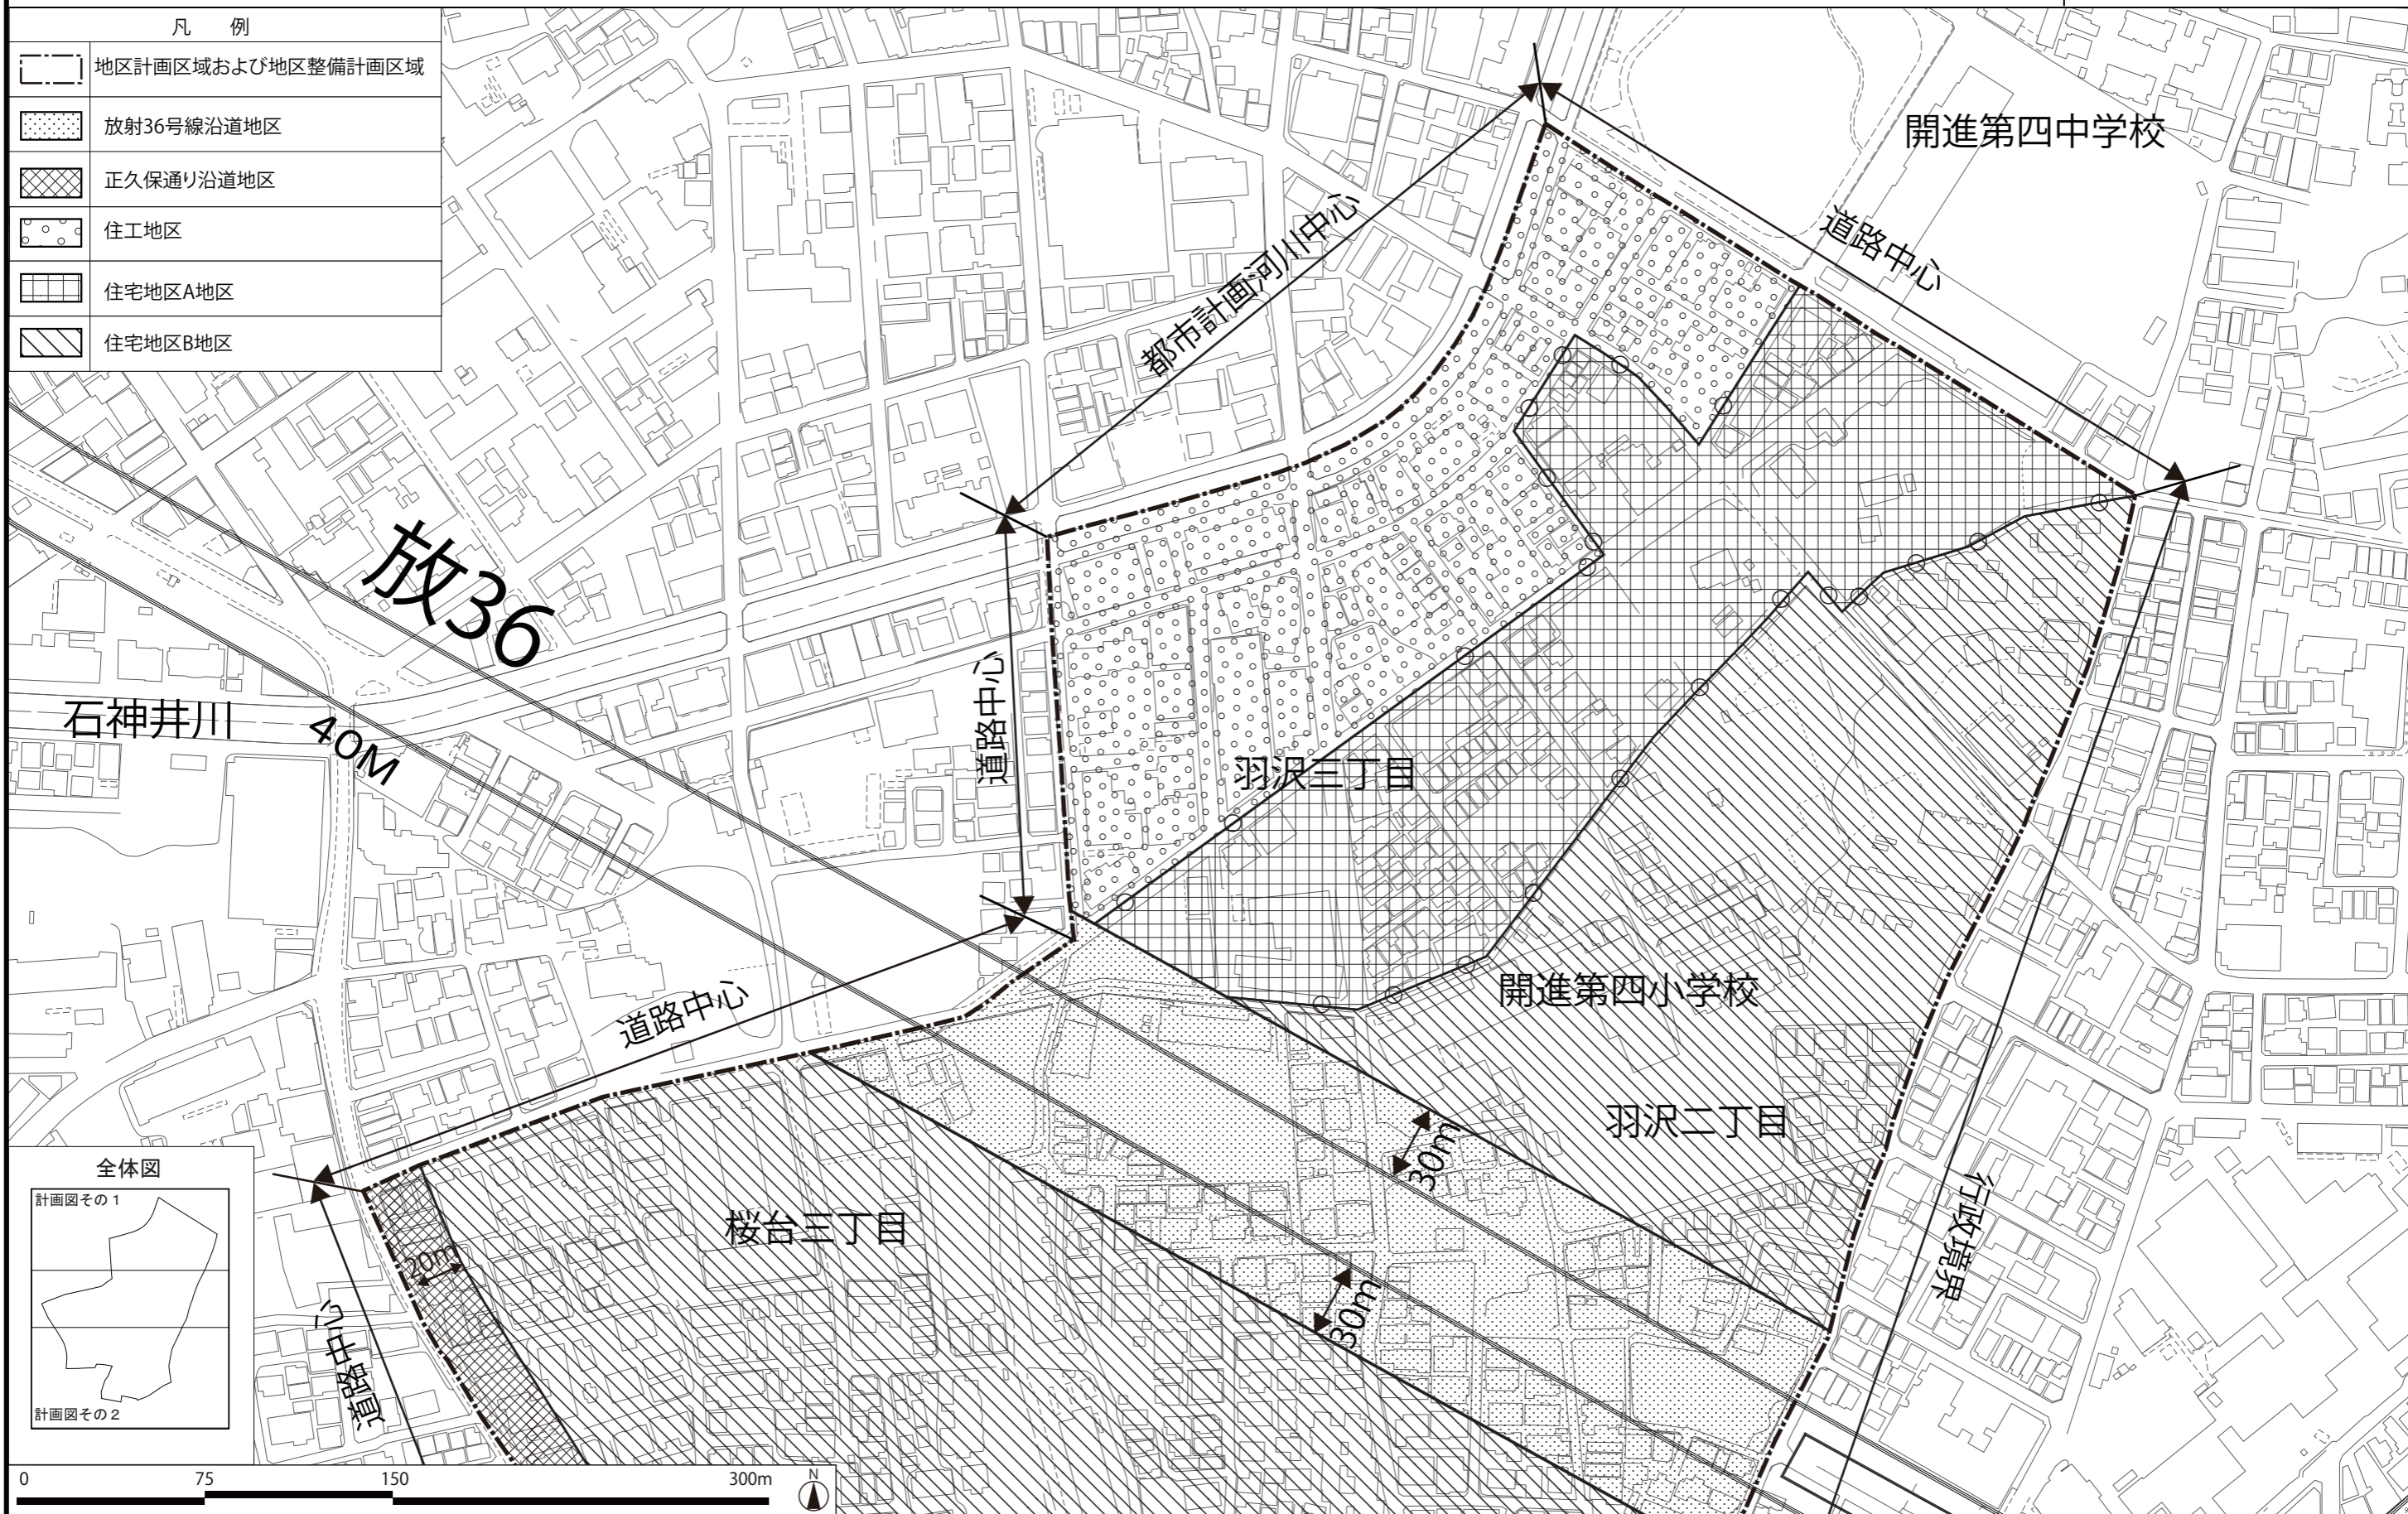 凡 例
地区計画区域および地区整備計画区域
放射36号線沿道地区
正久保通り沿道地区
住工地区
住宅地区A地区
住宅地区B地区
開進第四中学校
道路中心
都市計画河川中心
放36
石神井川
40M
道路中心
羽沢三丁目
道路中心
開進第四小学校
羽沢二丁目
30m
行政境界
桜台三丁目
20m
30m
道路中心
全体図
計画図その1
計画図その2
0 75 150 300m
N